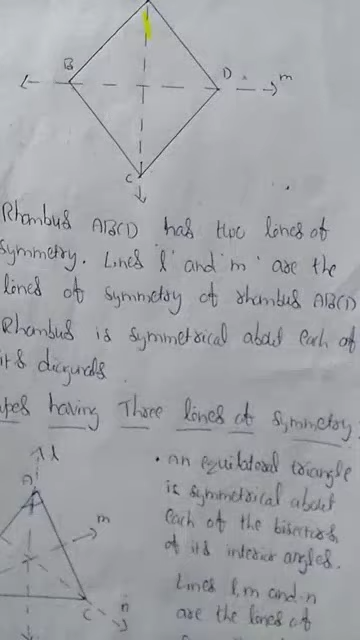 B
D
m
C
Rhombus ABCD has two lines of
symmetry. Lines 'l' and 'm' are the
lines of symmetry of rhombus ABCD
Rhombus is symmetrical about each of
its diagonals
apes having Three lines of symmetry.
l
A
m
C
n
• An equilateral triangle
is symmetrical about
each of the bisectors
of its interior angles.
Lines l, m and n
are the lines of